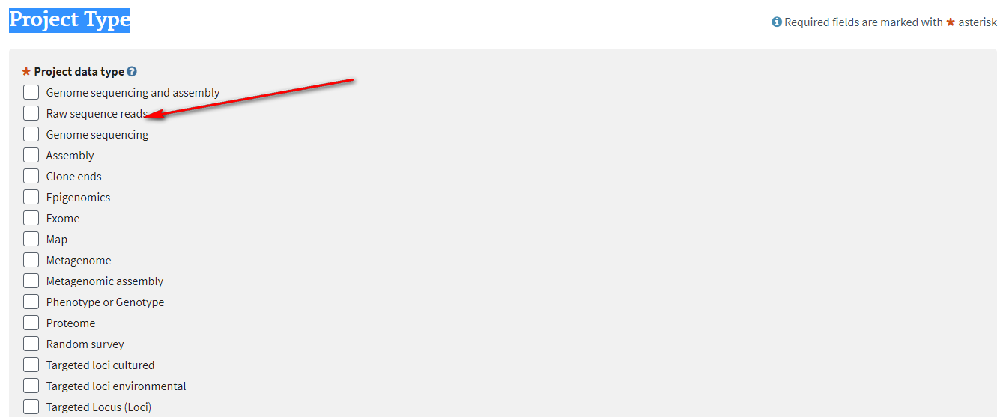 Project Type
Required fields are marked with * asterisk
* Project data type
Genome sequencing and assembly
Raw sequence reads
Genome sequencing
Assembly
Clone ends
Epigenomics
Exome
Map
Metagenome
Metagenomic assembly
Phenotype or Genotype
Proteome
Random survey
Targeted loci cultured
Targeted loci environmental
Targeted Locus (Loci)